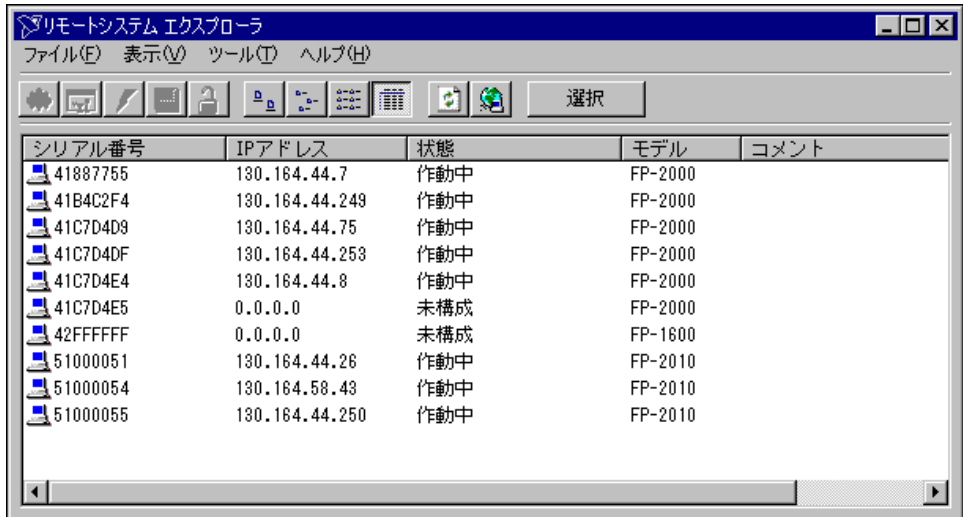 リモートシステム エクスプローラ
ファイル(F) 表示(V) ツール(T) ヘルプ(H)
選択
シリアル番号 IPアドレス 状態 モデル コメント
41887755 130.164.44.7 作動中 FP-2000
41B4C2F4 130.164.44.249 作動中 FP-2000
41C7D4D9 130.164.44.75 作動中 FP-2000
41C7D4DF 130.164.44.253 作動中 FP-2000
41C7D4E4 130.164.44.8 作動中 FP-2000
41C7D4E5 0.0.0.0 未構成 FP-2000
42FFFFFF 0.0.0.0 未構成 FP-1600
51000051 130.164.44.26 作動中 FP-2010
51000054 130.164.58.43 作動中 FP-2010
51000055 130.164.44.250 作動中 FP-2010